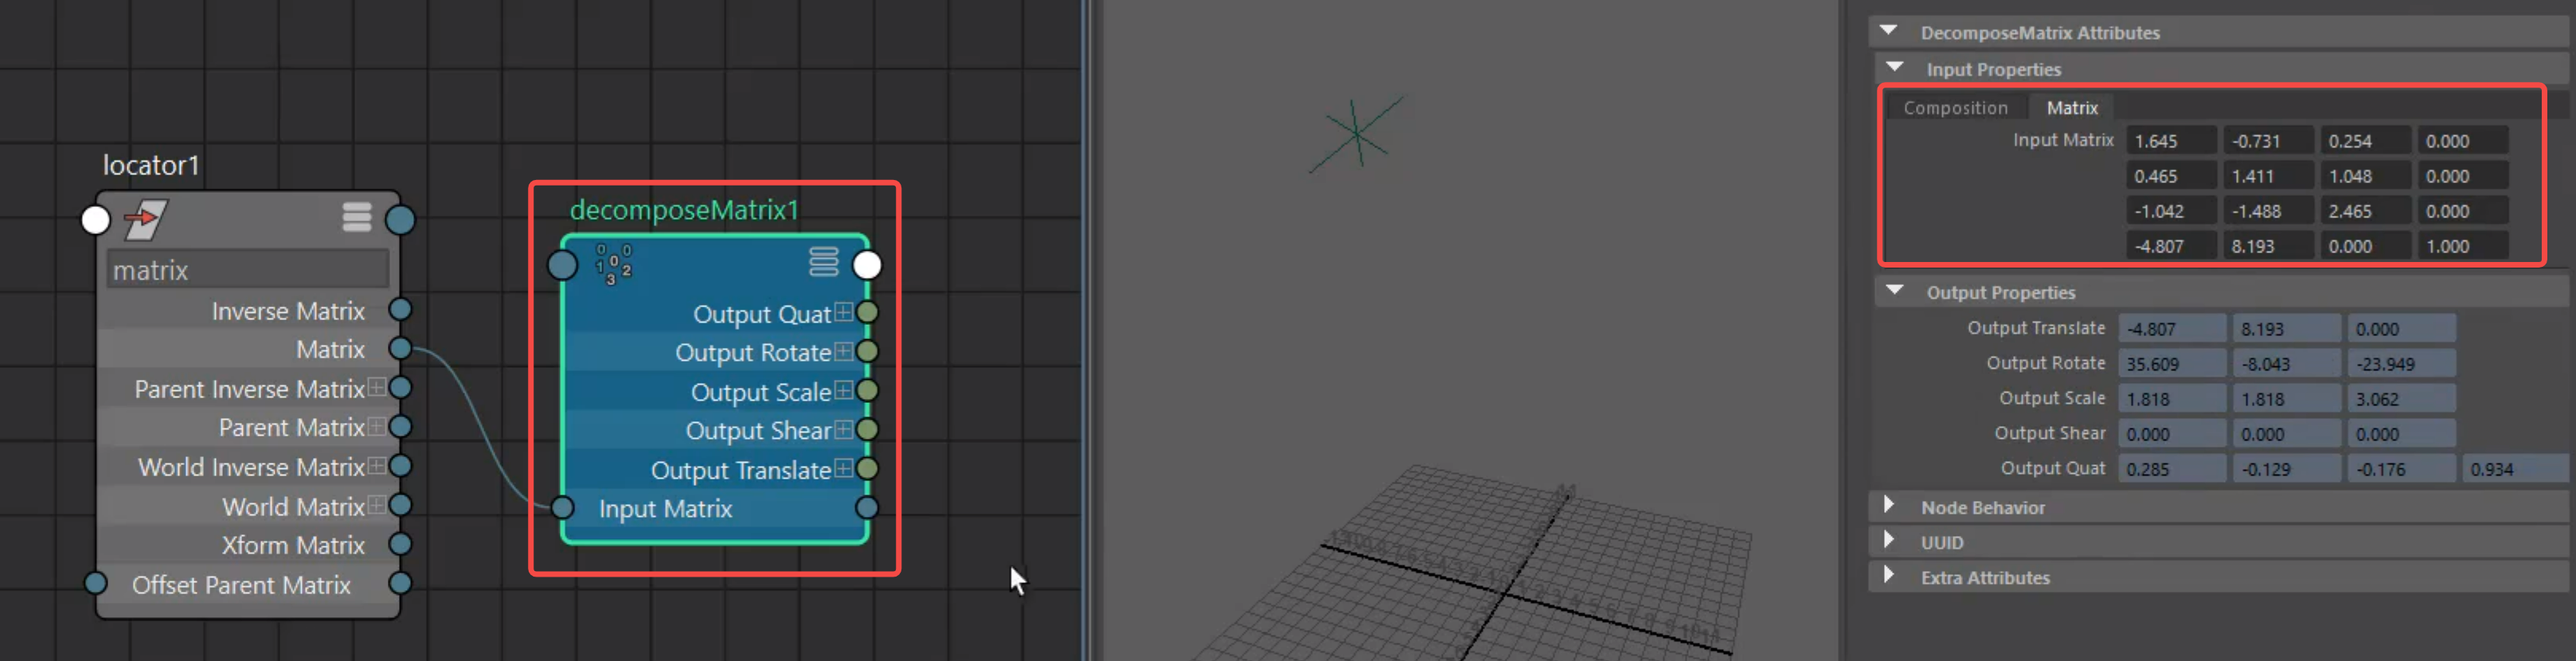 locator1
matrix
Inverse Matrix
Matrix
Parent Inverse Matrix
Parent Matrix
World Inverse Matrix
World Matrix
Xform Matrix
Offset Parent Matrix
decomposeMatrix1
Output Quat
Output Rotate
Output Scale
Output Shear
Output Translate
Input Matrix
DecomposeMatrix Attributes
Input Properties
Composition Matrix
Input Matrix 1.645 -0.731 0.254 0.000
0.465 1.411 1.048 0.000
-1.042 -1.488 2.465 0.000
-4.807 8.193 0.000 1.000
Output Properties
Output Translate -4.807 8.193 0.000
Output Rotate 35.609 -8.043 -23.949
Output Scale 1.818 1.818 3.062
Output Shear 0.000 0.000 0.000
Output Quat 0.285 -0.129 -0.176 0.934
Node Behavior
UUID
Extra Attributes